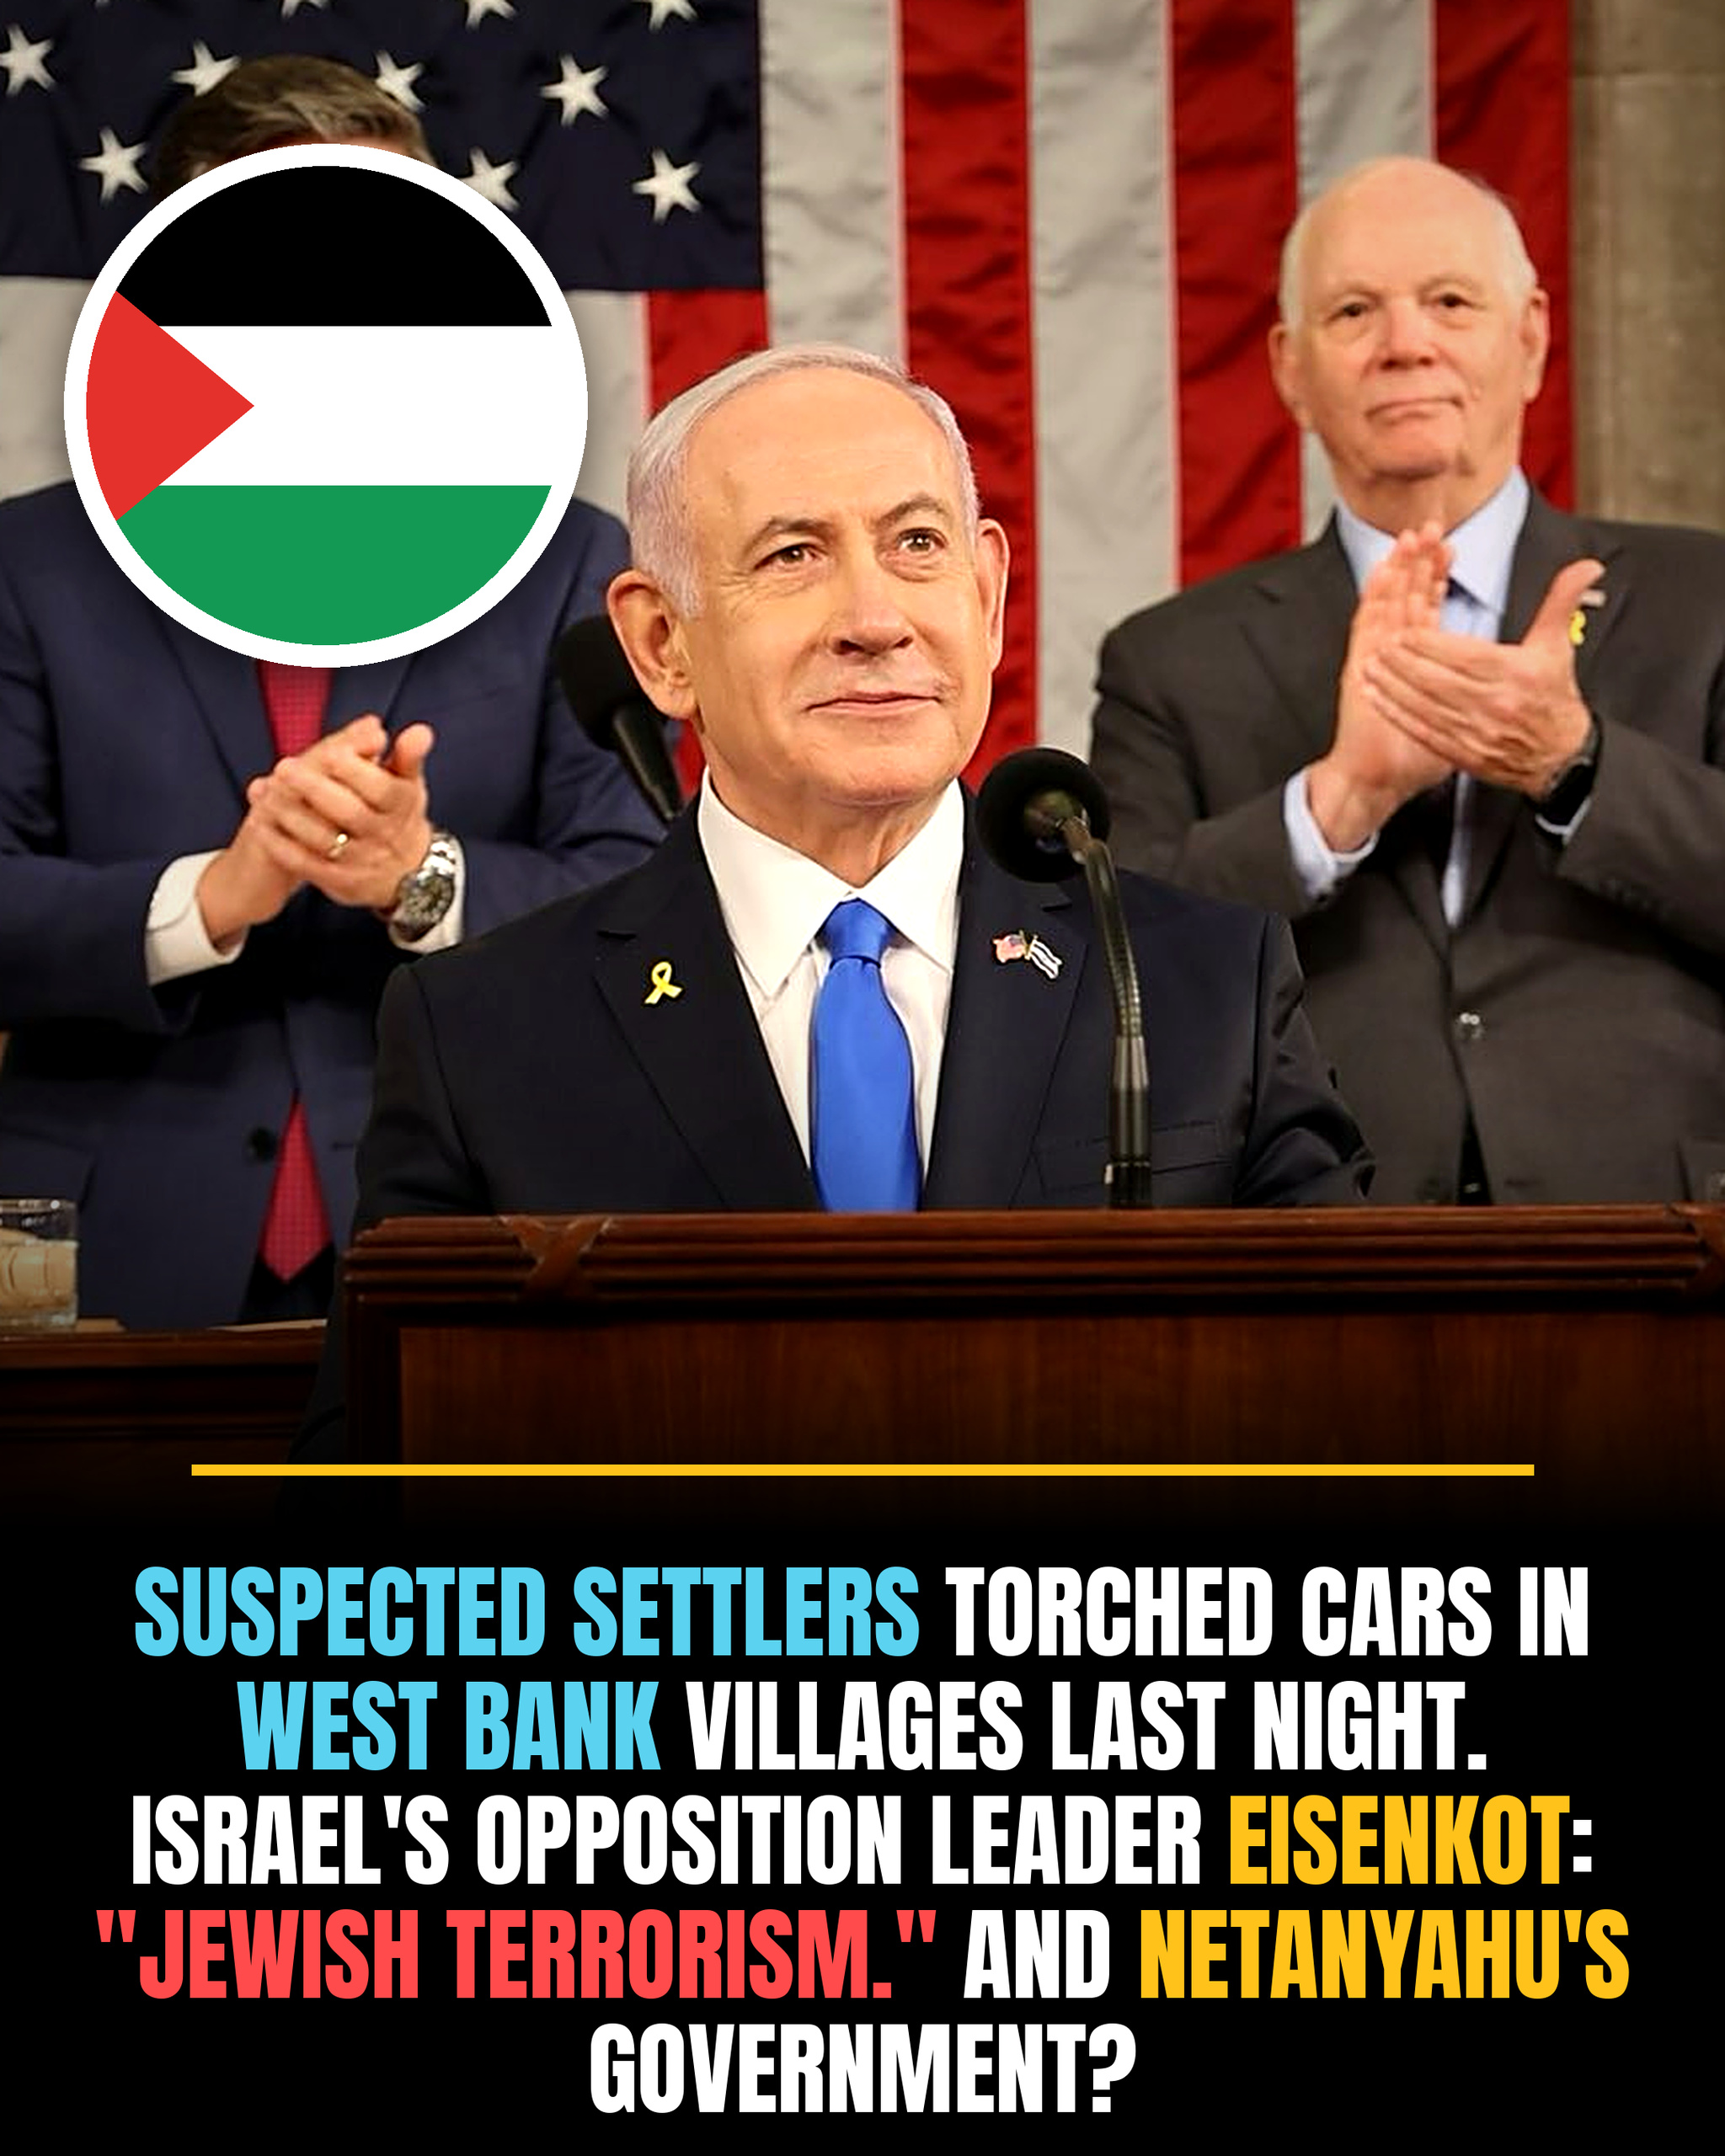 SUSPECTED SETTLERS TORCHED CARS IN
WEST BANK VILLAGES LAST NIGHT.
ISRAEL'S OPPOSITION LEADER EISENKOT:
"JEWISH TERRORISM." AND NETANYAHU'S
GOVERNMENT?